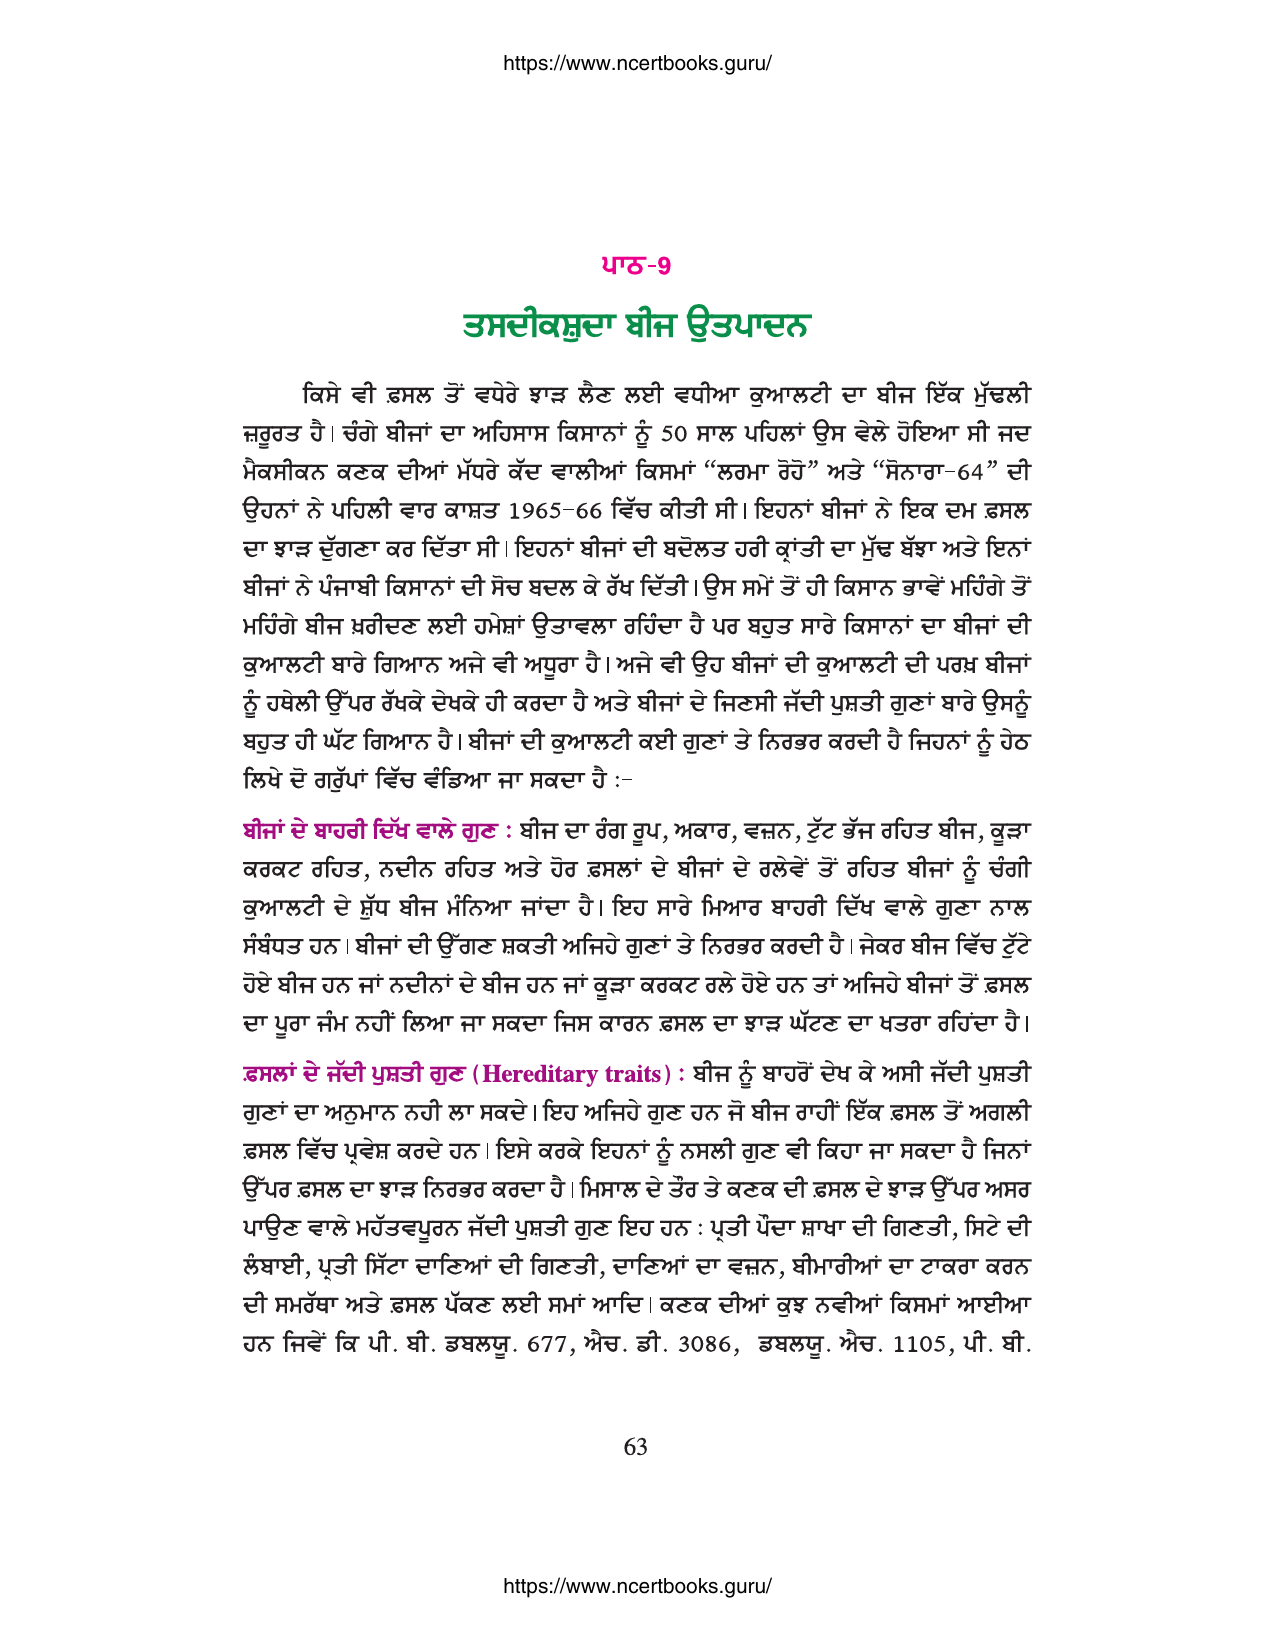 https://www.ncertbooks.guru/
ਪਾਠ-9
ਤਸਦੀਕਸ਼ੁਦਾ ਬੀਜ ਉਤਪਾਦਨ
ਕਿਸੇ ਵੀ ਫ਼ਸਲ ਤੋਂ ਵਧੇਰੇ ਝਾੜ ਲੈਣ ਲਈ ਵਧੀਆ ਕੁਆਲਟੀ ਦਾ ਬੀਜ ਇੱਕ ਮੁੱਢਲੀ
ਜ਼ਰੂਰਤ ਹੈ। ਚੰਗੇ ਬੀਜਾਂ ਦਾ ਅਹਿਸਾਸ ਕਿਸਾਨਾਂ ਨੂੰ 50 ਸਾਲ ਪਹਿਲਾਂ ਉਸ ਵੇਲੇ ਹੋਇਆ ਸੀ ਜਦ
ਮੈਕਸੀਕਨ ਕਣਕ ਦੀਆਂ ਮੱਧਰੇ ਕੱਦ ਵਾਲੀਆਂ ਕਿਸਮਾਂ “ਲਰਮਾ ਰੋਹੋ” ਅਤੇ “ਸੋਨਾਰਾ-64” ਦੀ
ਉਹਨਾਂ ਨੇ ਪਹਿਲੀ ਵਾਰ ਕਾਸ਼ਤ 1965-66 ਵਿੱਚ ਕੀਤੀ ਸੀ। ਇਹਨਾਂ ਬੀਜਾਂ ਨੇ ਇਕ ਦਮ ਫ਼ਸਲ
ਦਾ ਝਾੜ ਦੁੱਗਣਾ ਕਰ ਦਿੱਤਾ ਸੀ। ਇਹਨਾਂ ਬੀਜਾਂ ਦੀ ਬਦੋਲਤ ਹਰੀ ਕ੍ਰਾਂਤੀ ਦਾ ਮੁੱਢ ਬੱਝਾ ਅਤੇ ਇਨਾਂ
ਬੀਜਾਂ ਨੇ ਪੰਜਾਬੀ ਕਿਸਾਨਾਂ ਦੀ ਸੋਚ ਬਦਲ ਕੇ ਰੱਖ ਦਿੱਤੀ। ਉਸ ਸਮੇਂ ਤੋਂ ਹੀ ਕਿਸਾਨ ਭਾਵੇਂ ਮਹਿੰਗੇ ਤੋਂ
ਮਹਿੰਗੇ ਬੀਜ ਖ਼ਰੀਦਣ ਲਈ ਹਮੇਸ਼ਾਂ ਉਤਾਵਲਾ ਰਹਿੰਦਾ ਹੈ ਪਰ ਬਹੁਤ ਸਾਰੇ ਕਿਸਾਨਾਂ ਦਾ ਬੀਜਾਂ ਦੀ
ਕੁਆਲਟੀ ਬਾਰੇ ਗਿਆਨ ਅਜੇ ਵੀ ਅਧੂਰਾ ਹੈ। ਅਜੇ ਵੀ ਉਹ ਬੀਜਾਂ ਦੀ ਕੁਆਲਟੀ ਦੀ ਪਰਖ਼ ਬੀਜਾਂ
ਨੂੰ ਹਥੇਲੀ ਉੱਪਰ ਰੱਖਕੇ ਦੇਖਕੇ ਹੀ ਕਰਦਾ ਹੈ ਅਤੇ ਬੀਜਾਂ ਦੇ ਜਿਣਸੀ ਜੱਦੀ ਪੁਸ਼ਤੀ ਗੁਣਾਂ ਬਾਰੇ ਉਸਨੂੰ
ਬਹੁਤ ਹੀ ਘੱਟ ਗਿਆਨ ਹੈ। ਬੀਜਾਂ ਦੀ ਕੁਆਲਟੀ ਕਈ ਗੁਣਾਂ ਤੇ ਨਿਰਭਰ ਕਰਦੀ ਹੈ ਜਿਹਨਾਂ ਨੂੰ ਹੇਠ
ਲਿਖੇ ਦੋ ਗਰੁੱਪਾਂ ਵਿੱਚ ਵੰਡਿਆ ਜਾ ਸਕਦਾ ਹੈ :-
ਬੀਜਾਂ ਦੇ ਬਾਹਰੀ ਦਿੱਖ ਵਾਲੇ ਗੁਣ : ਬੀਜ ਦਾ ਰੰਗ ਰੂਪ, ਅਕਾਰ, ਵਜ਼ਨ, ਟੁੱਟ ਭੱਜ ਰਹਿਤ ਬੀਜ, ਕੂੜਾ
ਕਰਕਟ ਰਹਿਤ, ਨਦੀਨ ਰਹਿਤ ਅਤੇ ਹੋਰ ਫ਼ਸਲਾਂ ਦੇ ਬੀਜਾਂ ਦੇ ਰਲੇਵੇਂ ਤੋਂ ਰਹਿਤ ਬੀਜਾਂ ਨੂੰ ਚੰਗੀ
ਕੁਆਲਟੀ ਦੇ ਸ਼ੁੱਧ ਬੀਜ ਮੰਨਿਆ ਜਾਂਦਾ ਹੈ। ਇਹ ਸਾਰੇ ਮਿਆਰ ਬਾਹਰੀ ਦਿੱਖ ਵਾਲੇ ਗੁਣਾ ਨਾਲ
ਸੰਬੰਧਤ ਹਨ। ਬੀਜਾਂ ਦੀ ਉੱਗਣ ਸ਼ਕਤੀ ਅਜਿਹੇ ਗੁਣਾਂ ਤੇ ਨਿਰਭਰ ਕਰਦੀ ਹੈ। ਜੇਕਰ ਬੀਜ ਵਿੱਚ ਟੁੱਟੇ
ਹੋਏ ਬੀਜ ਹਨ ਜਾਂ ਨਦੀਨਾਂ ਦੇ ਬੀਜ ਹਨ ਜਾਂ ਕੂੜਾ ਕਰਕਟ ਰਲੇ ਹੋਏ ਹਨ ਤਾਂ ਅਜਿਹੇ ਬੀਜਾਂ ਤੋਂ ਫ਼ਸਲ
ਦਾ ਪੂਰਾ ਜੰਮ ਨਹੀਂ ਲਿਆ ਜਾ ਸਕਦਾ ਜਿਸ ਕਾਰਨ ਫ਼ਸਲ ਦਾ ਝਾੜ ਘੱਟਣ ਦਾ ਖਤਰਾ ਰਹਿੰਦਾ ਹੈ।
ਫ਼ਸਲਾਂ ਦੇ ਜੱਦੀ ਪੁਸ਼ਤੀ ਗੁਣ (Hereditary traits) : ਬੀਜ ਨੂੰ ਬਾਹਰੋਂ ਦੇਖ ਕੇ ਅਸੀ ਜੱਦੀ ਪੁਸ਼ਤੀ
ਗੁਣਾਂ ਦਾ ਅਨੁਮਾਨ ਨਹੀ ਲਾ ਸਕਦੇ। ਇਹ ਅਜਿਹੇ ਗੁਣ ਹਨ ਜੋ ਬੀਜ ਰਾਹੀਂ ਇੱਕ ਫ਼ਸਲ ਤੋਂ ਅਗਲੀ
ਫ਼ਸਲ ਵਿੱਚ ਪ੍ਰਵੇਸ਼ ਕਰਦੇ ਹਨ। ਇਸੇ ਕਰਕੇ ਇਹਨਾਂ ਨੂੰ ਨਸਲੀ ਗੁਣ ਵੀ ਕਿਹਾ ਜਾ ਸਕਦਾ ਹੈ ਜਿਨਾਂ
ਉੱਪਰ ਫ਼ਸਲ ਦਾ ਝਾੜ ਨਿਰਭਰ ਕਰਦਾ ਹੈ। ਮਿਸਾਲ ਦੇ ਤੌਰ ਤੇ ਕਣਕ ਦੀ ਫ਼ਸਲ ਦੇ ਝਾੜ ਉੱਪਰ ਅਸਰ
ਪਾਉਣ ਵਾਲੇ ਮਹੱਤਵਪੂਰਨ ਜੱਦੀ ਪੁਸ਼ਤੀ ਗੁਣ ਇਹ ਹਨ : ਪ੍ਰਤੀ ਪੌਦਾ ਸ਼ਾਖਾ ਦੀ ਗਿਣਤੀ, ਸਿਟੇ ਦੀ
ਲੰਬਾਈ, ਪ੍ਰਤੀ ਸਿੱਟਾ ਦਾਣਿਆਂ ਦੀ ਗਿਣਤੀ, ਦਾਣਿਆਂ ਦਾ ਵਜ਼ਨ, ਬੀਮਾਰੀਆਂ ਦਾ ਟਾਕਰਾ ਕਰਨ
ਦੀ ਸਮਰੱਥਾ ਅਤੇ ਫ਼ਸਲ ਪੱਕਣ ਲਈ ਸਮਾਂ ਆਦਿ। ਕਣਕ ਦੀਆਂ ਕੁਝ ਨਵੀਆਂ ਕਿਸਮਾਂ ਆਈਆ
ਹਨ ਜਿਵੇਂ ਕਿ ਪੀ. ਬੀ. ਡਬਲਯੂ. 677, ਐਚ. ਡੀ. 3086, ਡਬਲਯੂ. ਐਚ. 1105, ਪੀ. ਬੀ.
63
https://www.ncertbooks.guru/